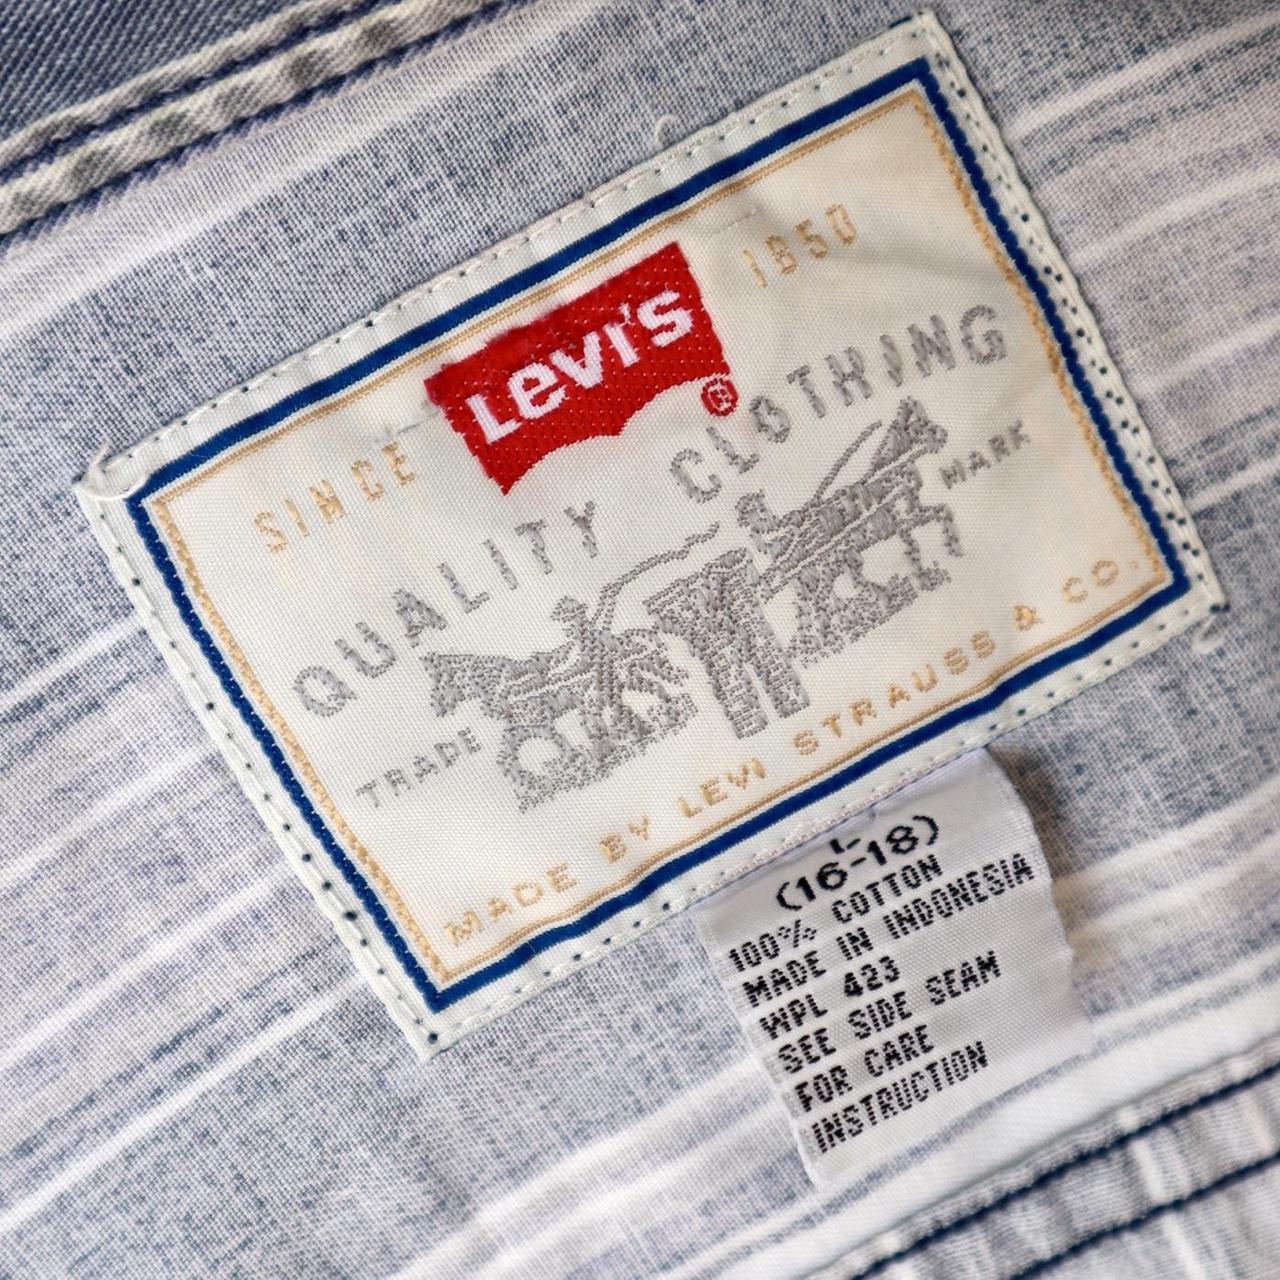 SINCE Levi's ® 1850
QUALITY CLOTHING
TRADE MARK
MADE BY LEVI STRAUSS & CO.
L
(16-18)
100% COTTON
MADE IN INDONESIA
WPL 423
SEE SIDE SEAM
FOR CARE
INSTRUCTION